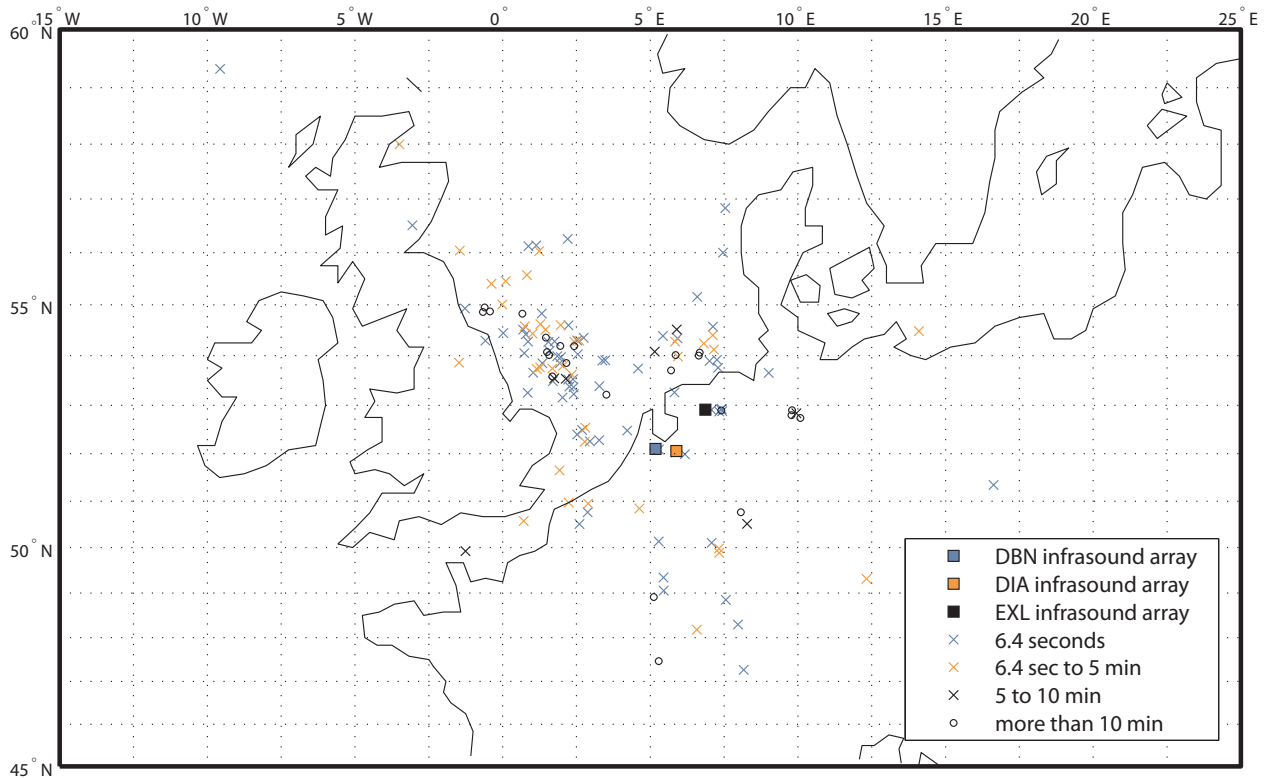 15° W 10° W 5° W 0° 5° E 10° E 15° E 20° E 25° E
60° N
55° N
50° N
45° N
DBN infrasound array
DIA infrasound array
EXL infrasound array
6.4 seconds
6.4 sec to 5 min
5 to 10 min
more than 10 min